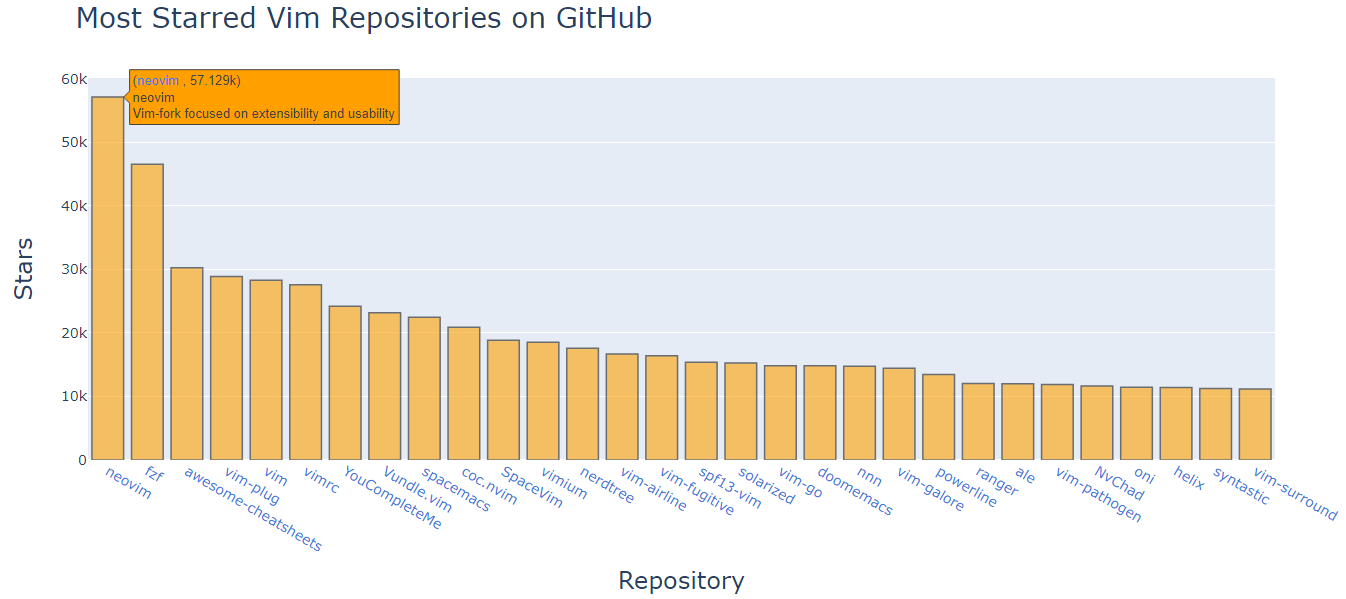 Most Starred Vim Repositories on GitHub
60k
50k
40k
30k
20k
10k
0
Stars
(neovim , 57.129k)
neovim
Vim-fork focused on extensibility and usability
neovim
fzf
awesome-cheatsheets
vim-plug
vim
vimrc
YouCompleteMe
Vundle.vim
spacemacs
coc.nvim
SpaceVim
vimium
nerdtree
vim-airline
vim-fugitive
spf13-vim
solarized
vim-go
doomemacs
nnn
vim-galore
powerline
ranger
ale
vim-pathogen
NvChad
oni
helix
syntastic
vim-surround
Repository